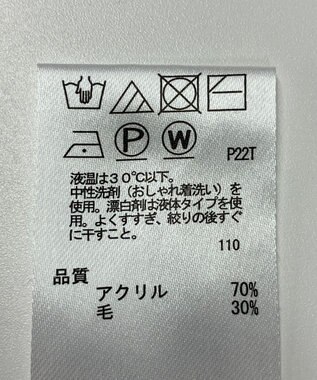 P W P22T
液温は30℃以下。
中性洗剤（おしゃれ着洗い）を
使用。漂白剤は液体タイプを使
用。よくすすぎ、絞りの後すぐ
に干すこと。
110
品質
アクリル 70%
毛 30%